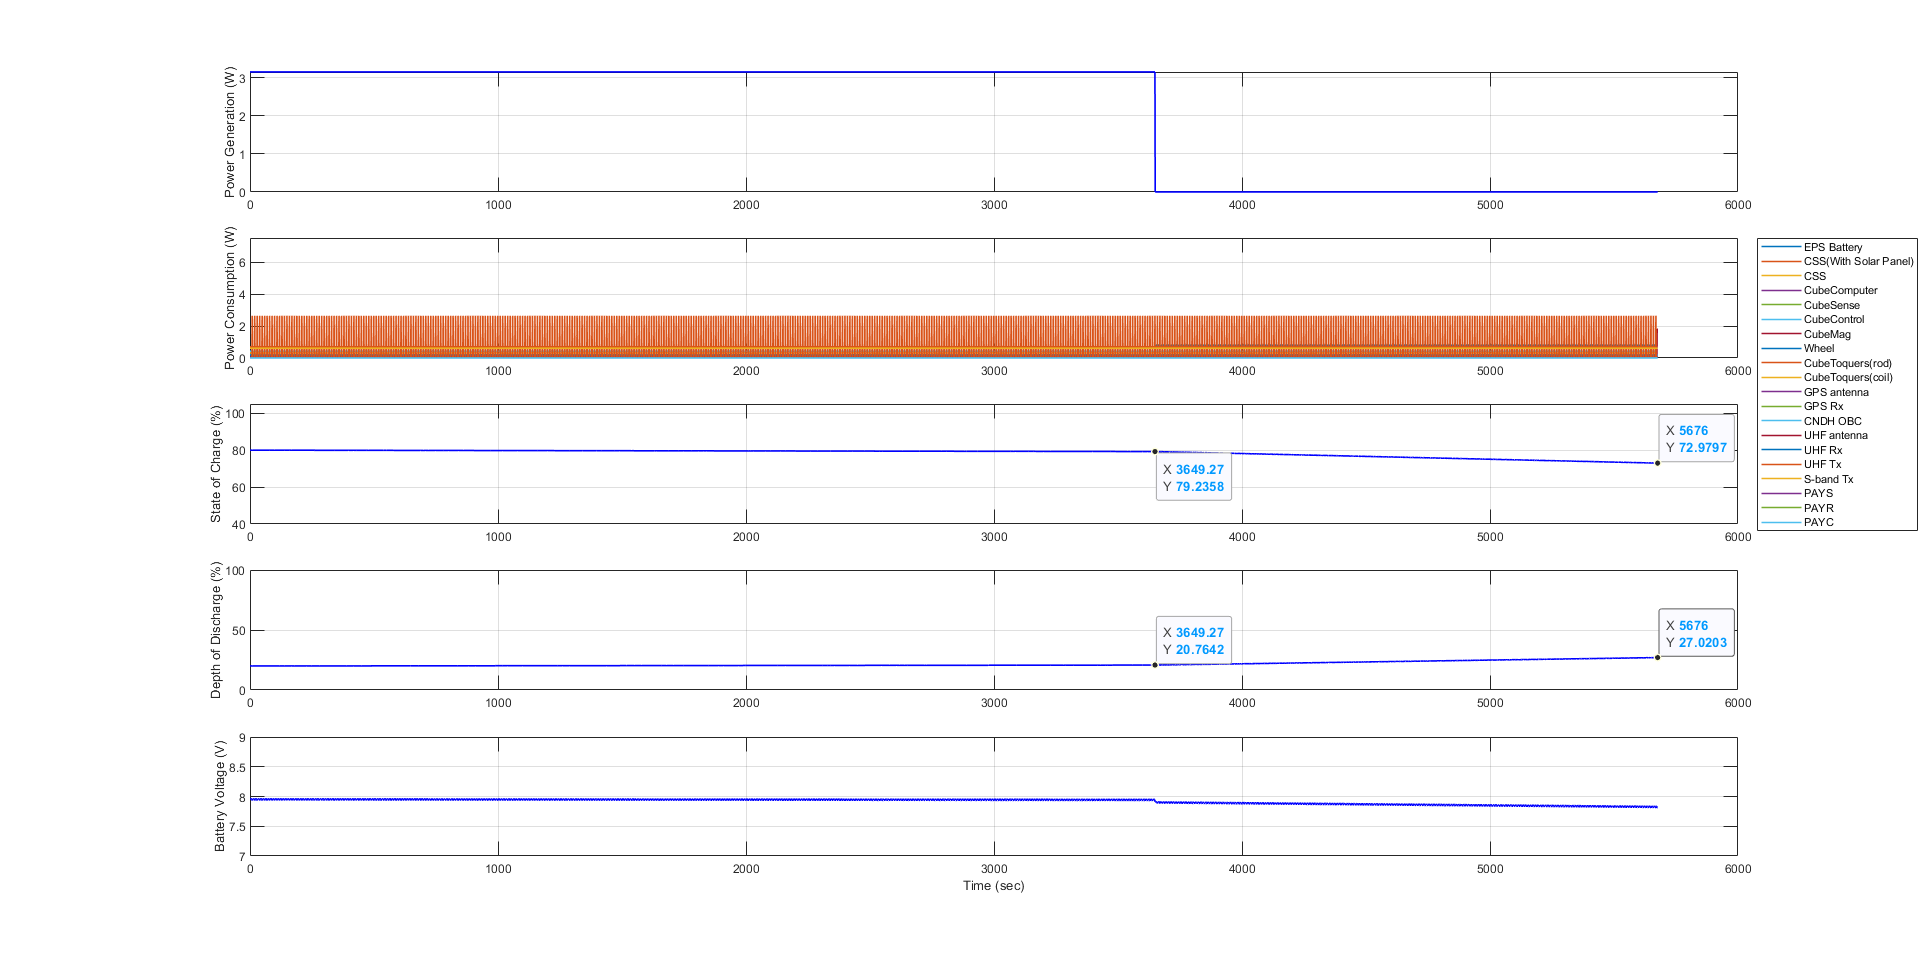 Power Generation (W)
3
2
1
0
0 1000 2000 3000 4000 5000 6000
Power Consumption (W)
6
4
2
0
0 1000 2000 3000 4000 5000 6000
EPS Battery
CSS(With Solar Panel)
CSS
CubeComputer
CubeSense
CubeControl
CubeMag
Wheel
CubeToquers(rod)
CubeToquers(coil)
GPS antenna
GPS Rx
CNDH OBC
UHF antenna
UHF Rx
UHF Tx
S-band Tx
PAYS
PAYR
PAYC
State of Charge (%)
100
80
60
40
X 3649.27
Y 79.2358
X 5676
Y 72.9797
0 1000 2000 3000 4000 5000 6000
Depth of Discharge (%)
100
50
0
X 3649.27
Y 20.7642
X 5676
Y 27.0203
0 1000 2000 3000 4000 5000 6000
Battery Voltage (V)
9
8.5
8
7.5
7
0 1000 2000 3000 4000 5000 6000
Time (sec)